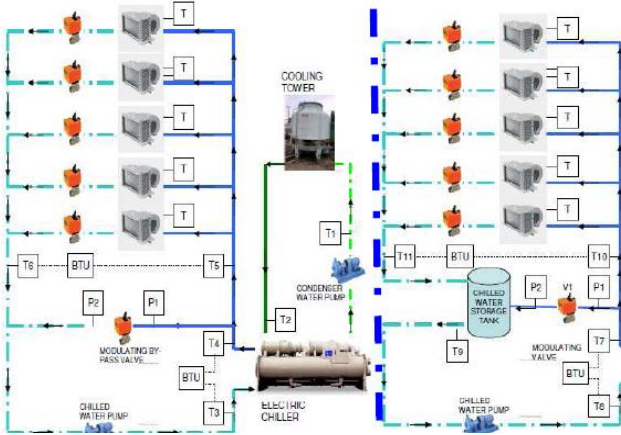 T
T
T
T
T
T6
BTU
T5
P2
P1
MODULATING BY-
PASS VALVE
T4
BTU
T3
CHILLED
WATER PUMP
COOLING
TOWER
T1
CONDENSER
WATER PUMP
T2
ELECTRIC
CHILLER
T
T
T
T
T
T11
BTU
T10
CHILLED
WATER
STORAGE
TANK
P2
V1
P1
T9
MODULATING
VALVE
T7
BTU
T8
CHILLED
WATER PUMP